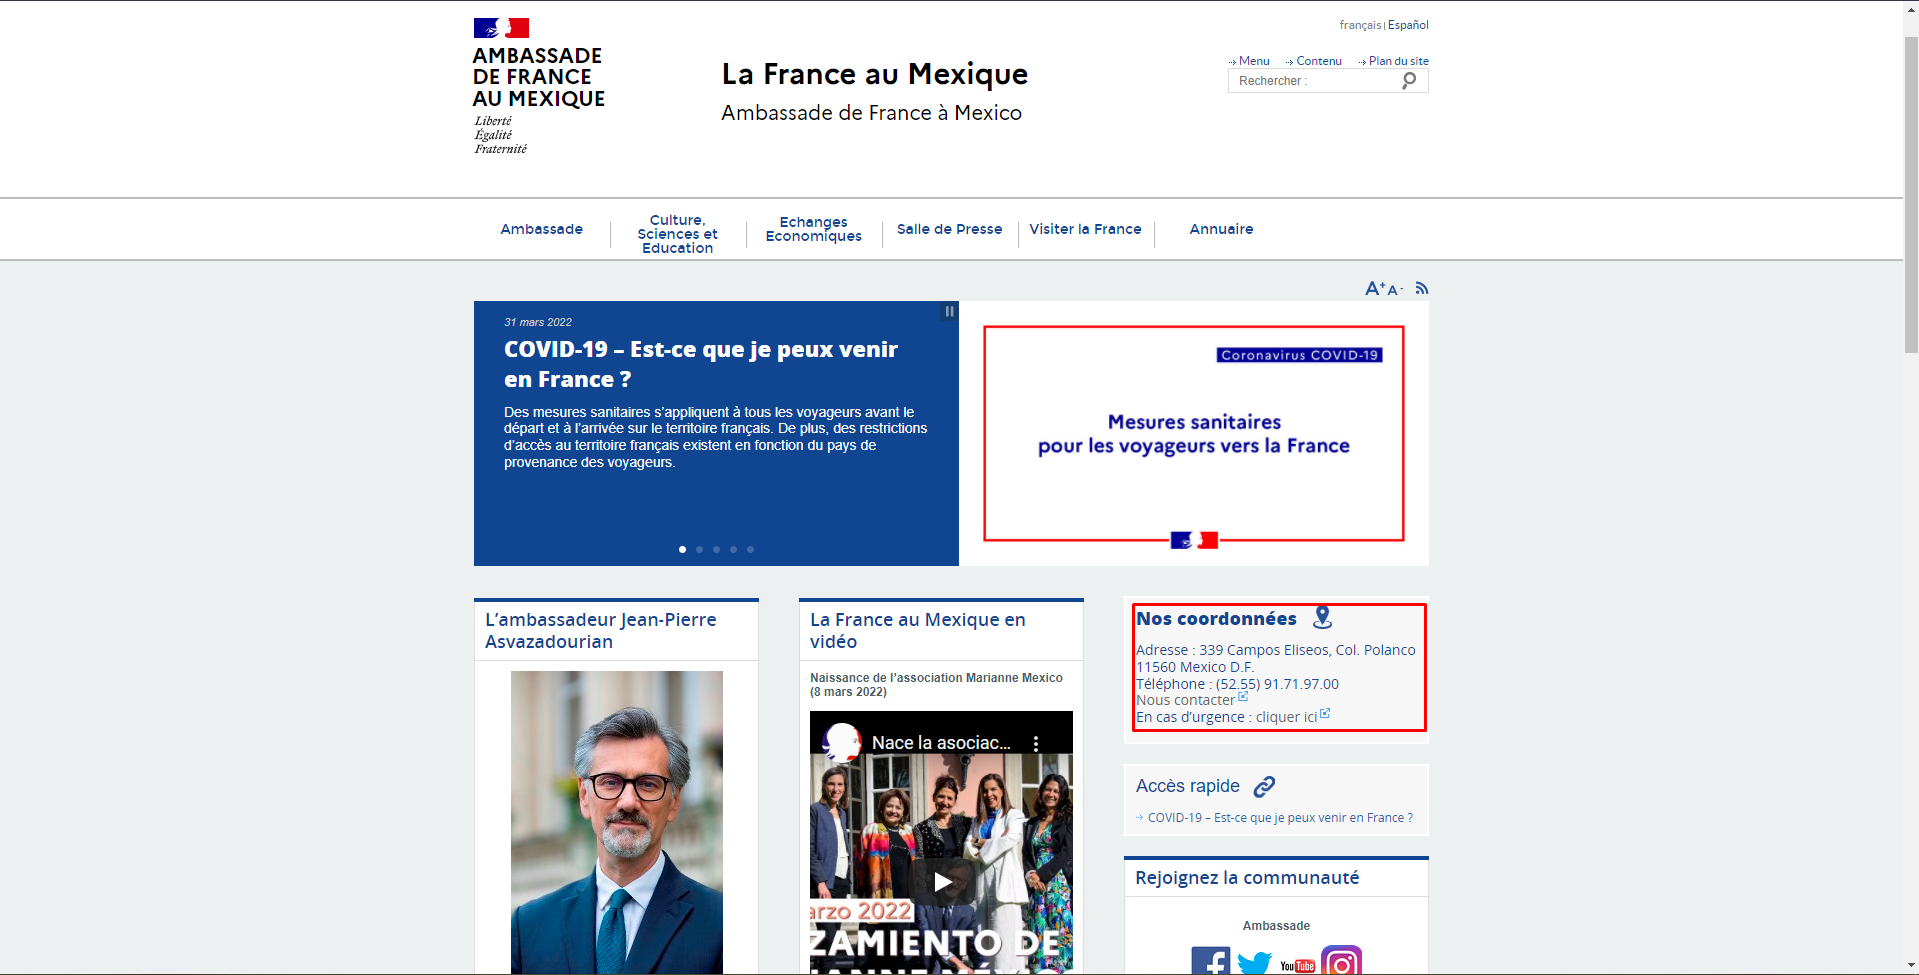 français | Español
AMBASSADE
DE FRANCE
AU MEXIQUE
Liberté
Égalité
Fraternité
La France au Mexique
Ambassade de France à Mexico
Menu
Contenu
Plan du site
Rechercher :
Ambassade
Culture,
Sciences et
Education
Echanges
Economiques
Salle de Presse
Visiter la France
Annuaire
A+ A-
31 mars 2022
COVID-19 – Est-ce que je peux venir
en France ?
Des mesures sanitaires s’appliquent à tous les voyageurs avant le
départ et à l’arrivée sur le territoire français. De plus, des restrictions
d’accès au territoire français existent en fonction du pays de
provenance des voyageurs.
Coronavirus COVID-19
Mesures sanitaires
pour les voyageurs vers la France
L’ambassadeur Jean-Pierre
Asvazadourian
La France au Mexique en
vidéo
Naissance de l’association Marianne Mexico
(8 mars 2022)
Nace la asociac...
arzo 2022
ZAMIENTO DE
IANNE MÉXIC
Nos coordonnées
Adresse : 339 Campos Eliseos, Col. Polanco
11560 Mexico D.F.
Téléphone : (52.55) 91.71.97.00
Nous contacter
En cas d’urgence : cliquer ici
Accès rapide
COVID-19 – Est-ce que je peux venir en France ?
Rejoignez la communauté
Ambassade
YouTube